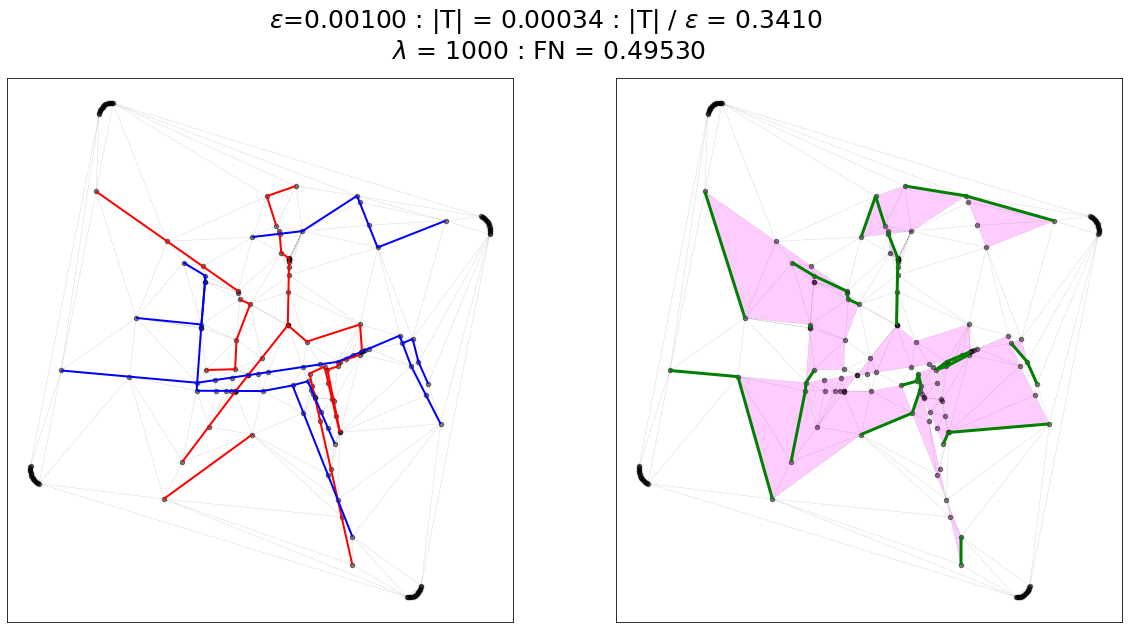 ε=0.00100 : |T| = 0.00034 : |T| / ε = 0.3410
λ = 1000 : FN = 0.49530